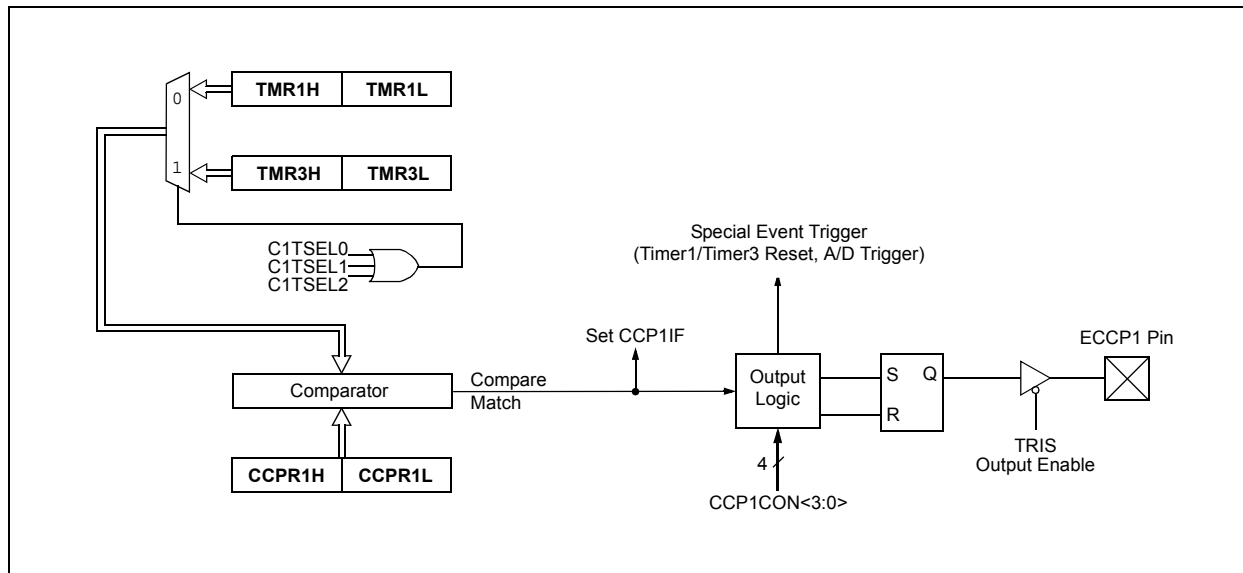 0
TMR1H
TMR1L
1
TMR3H
TMR3L
C1TSEL0
C1TSEL1
C1TSEL2
Special Event Trigger
(Timer1/Timer3 Reset, A/D Trigger)
Set CCP1IF
ECCP1 Pin
Comparator
Compare
Match
Output
Logic
S
Q
R
TRIS
Output Enable
CCPR1H
CCPR1L
4
CCP1CON<3:0>